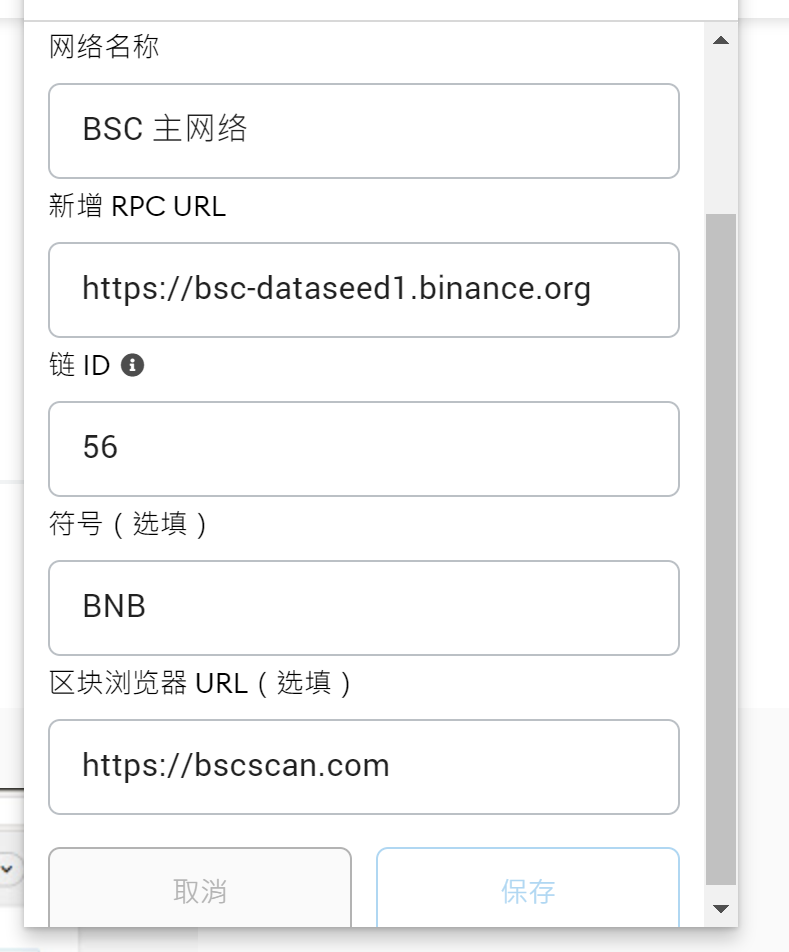 网络名称
BSC 主网络
新增 RPC URL
https://bsc-dataseed1.binance.org
链 ID
56
符号（选填）
BNB
区块浏览器 URL（选填）
https://bscscan.com
取消
保存